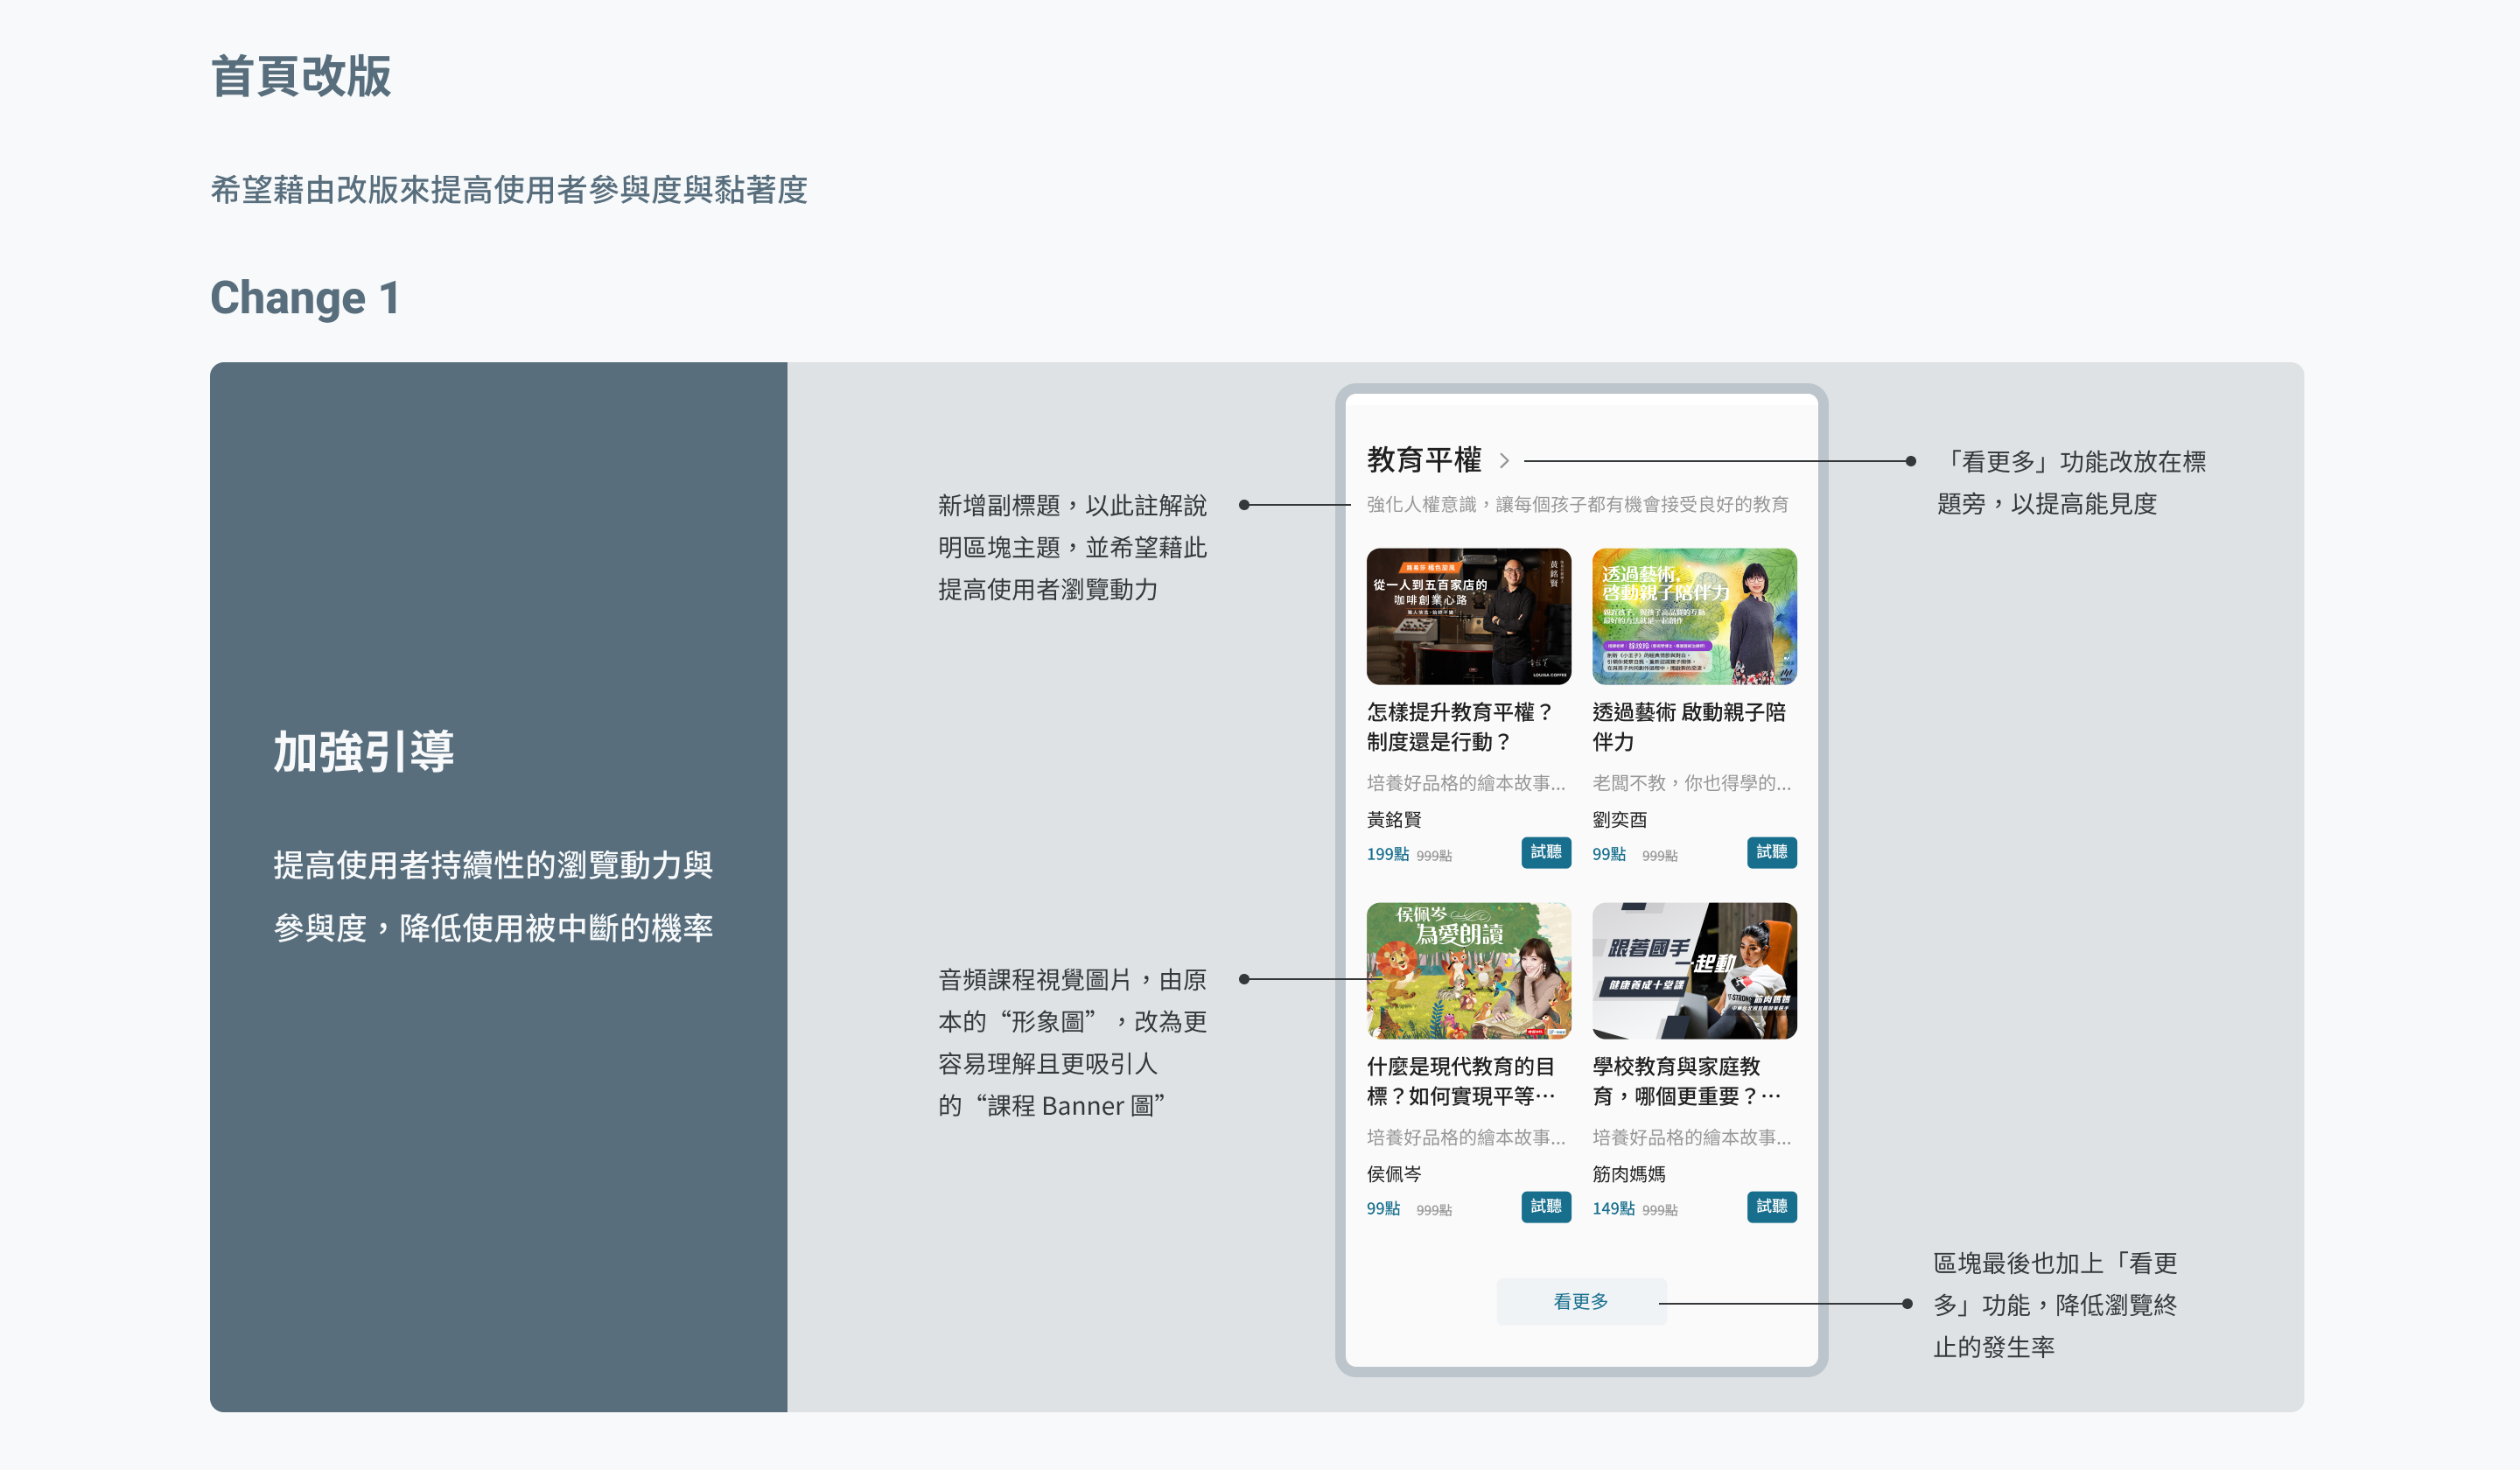 首頁改版
希望藉由改版來提高使用者參與度與黏著度
Change 1
加強引導
提高使用者持續性的瀏覽動力與
參與度，降低使用被中斷的機率
新增副標題，以此註解說
明區塊主題，並希望藉此
提高使用者瀏覽動力
音頻課程視覺圖片，由原
本的“形象圖”，改為更
容易理解且更吸引人
的“課程 Banner 圖”
教育平權 >
強化人權意識，讓每個孩子都有機會接受良好的教育
從一人到五百家店的
咖啡創業心路
黃銘賢
LOUISA COFFEE
透過藝術,
啓動親子陪伴力
怎樣提升教育平權？
制度還是行動？
培養好品格的繪本故事...
黃銘賢
199點 999點
試聽
透過藝術 啟動親子陪
伴力
老闆不教，你也得學的...
劉奕酉
99點 999點
試聽
侯佩岑
為愛朗讀
跟著國手
一起動
健康養成十堂課
筋肉媽媽
什麼是現代教育的目
標？如何實現平等⋯
培養好品格的繪本故事...
侯佩岑
99點 999點
試聽
學校教育與家庭教
育，哪個更重要？⋯
培養好品格的繪本故事...
筋肉媽媽
149點 999點
試聽
看更多
「看更多」功能改放在標
題旁，以提高能見度
區塊最後也加上「看更
多」功能，降低瀏覽終
止的發生率